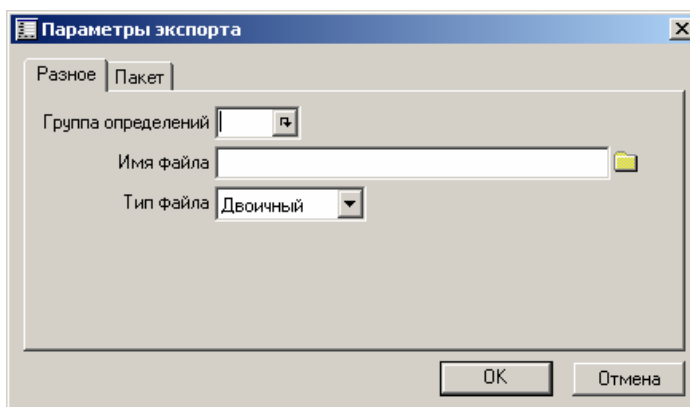 Параметры экспорта
Разное Пакет
Группа определений
Имя файла
Тип файла Двоичный
OK Отмена